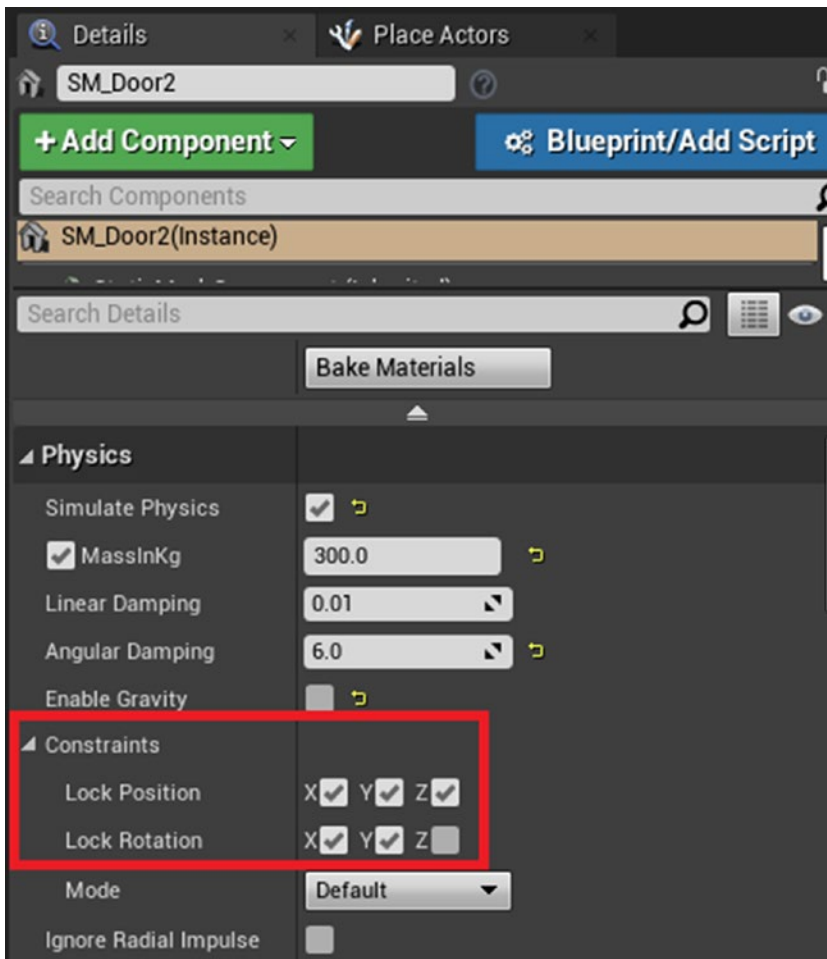 Details Place Actors
SM_Door2
+ Add Component Blueprint/Add Script
Search Components
SM_Door2(Instance)
Search Details
Bake Materials
Physics
Simulate Physics
MassInKg 300.0
Linear Damping 0.01
Angular Damping 6.0
Enable Gravity
Constraints
Lock Position X Y Z
Lock Rotation X Y Z
Mode Default
Ignore Radial Impulse